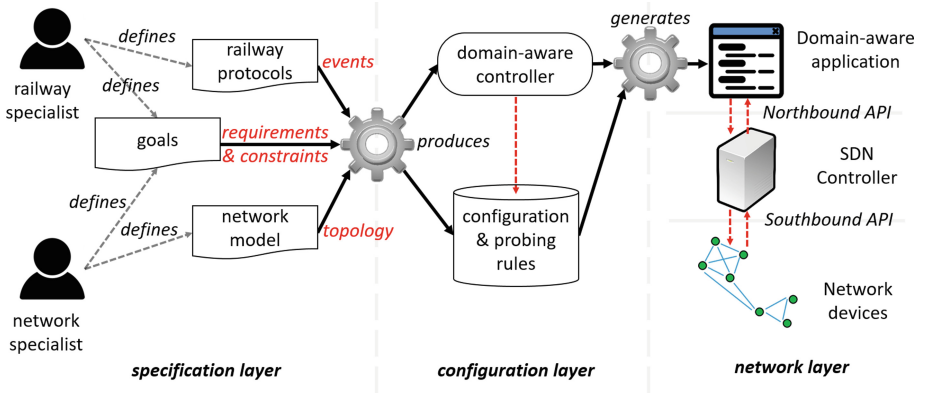 generates
defines
railway
protocols
events
domain-aware
controller
Domain-aware
application
railway
specialist
defines
Northbound API
goals
requirements
& constraints
produces
SDN
Controller
defines
defines
network
model
topology
configuration
& probing
rules
Southbound API
network
specialist
Network
devices
specification layer
configuration layer
network layer